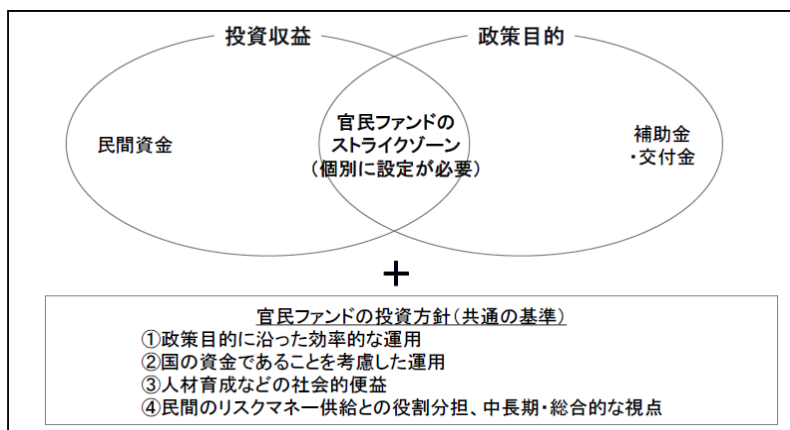 投資収益
政策目的
民間資金
官民ファンドの
ストライクゾーン
(個別に設定が必要)
補助金
・交付金
+
官民ファンドの投資方針(共通の基準)
①政策目的に沿った効率的な運用
②国の資金であることを考慮した運用
③人材育成などの社会的便益
④民間のリスクマネー供給との役割分担、中長期・総合的な視点